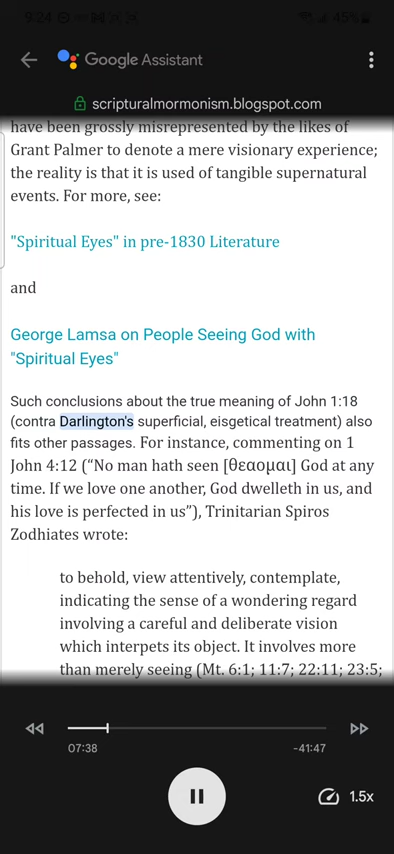 9:24
45%
Google Assistant
scripturalmormonism.blogspot.com
have been grossly misrepresented by the likes of
Grant Palmer to denote a mere visionary experience;
the reality is that it is used of tangible supernatural
events. For more, see:
"Spiritual Eyes" in pre-1830 Literature
and
George Lamsa on People Seeing God with
"Spiritual Eyes"
Such conclusions about the true meaning of John 1:18
(contra Darlington's superficial, eisgetical treatment) also
fits other passages. For instance, commenting on 1
John 4:12 (“No man hath seen [θεαομαι] God at any
time. If we love one another, God dwelleth in us, and
his love is perfected in us”), Trinitarian Spiros
Zodhiates wrote:
to behold, view attentively, contemplate,
indicating the sense of a wondering regard
involving a careful and deliberate vision
which interpets its object. It involves more
than merely seeing (Mt. 6:1; 11:7; 22:11; 23:5;
07:38
-41:47
1.5x